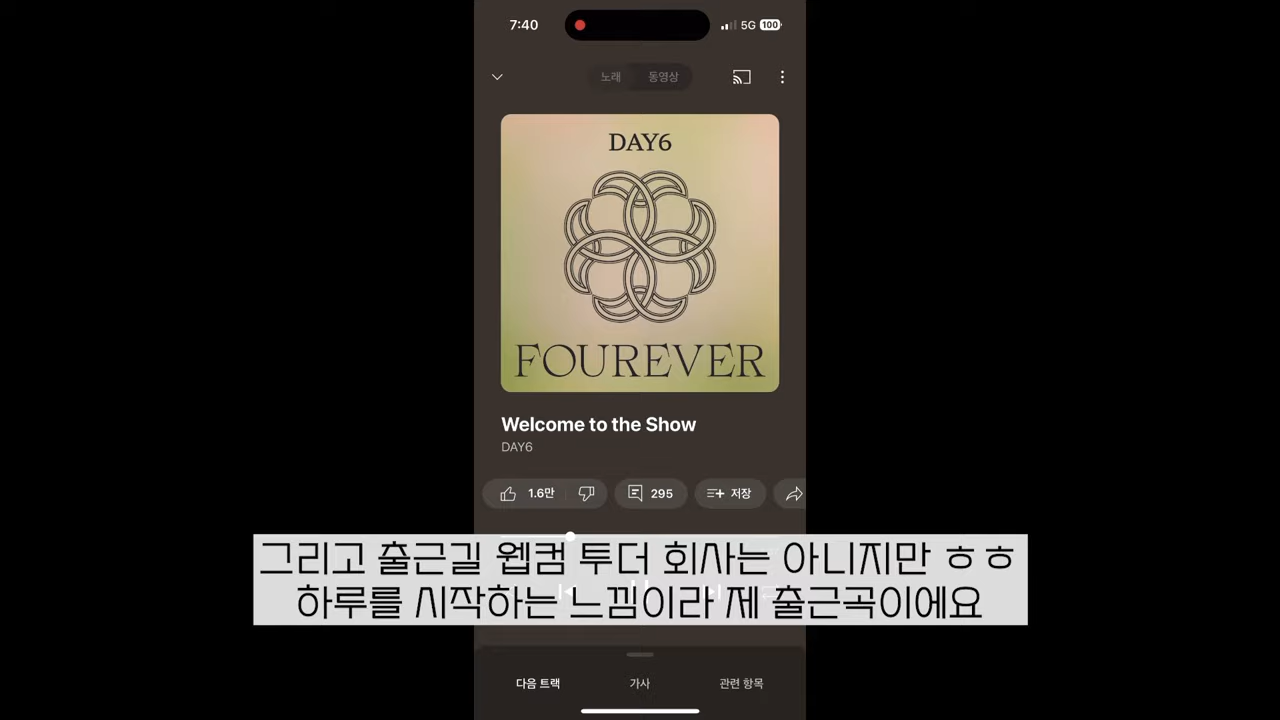 7:40
5G 100
노래 동영상
DAY6
FOUREVER
Welcome to the Show
DAY6
1.6만 295 저장
그리고 출근길 웹컴 투더 회사는 아니지만 ㅎㅎ
하루를 시작하는 느낌이라 제 출근곡이에요
다음 트랙 가사 관련 항목